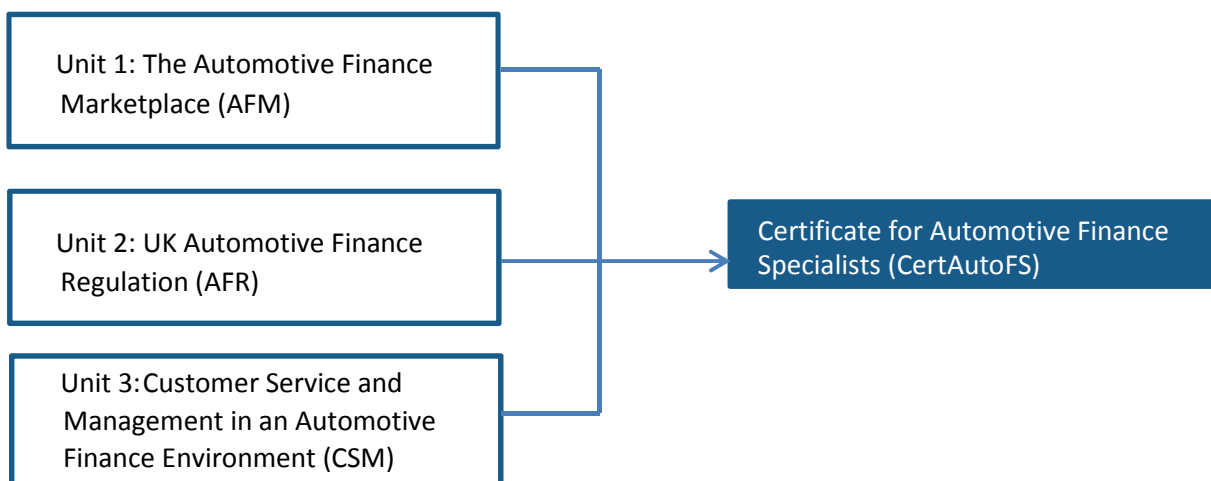 Unit 1: The Automotive Finance
Marketplace (AFM)
Unit 2: UK Automotive Finance
Regulation (AFR)
Unit 3:Customer Service and
Management in an Automotive
Finance Environment (CSM)
Certificate for Automotive Finance
Specialists (CertAutoFS)